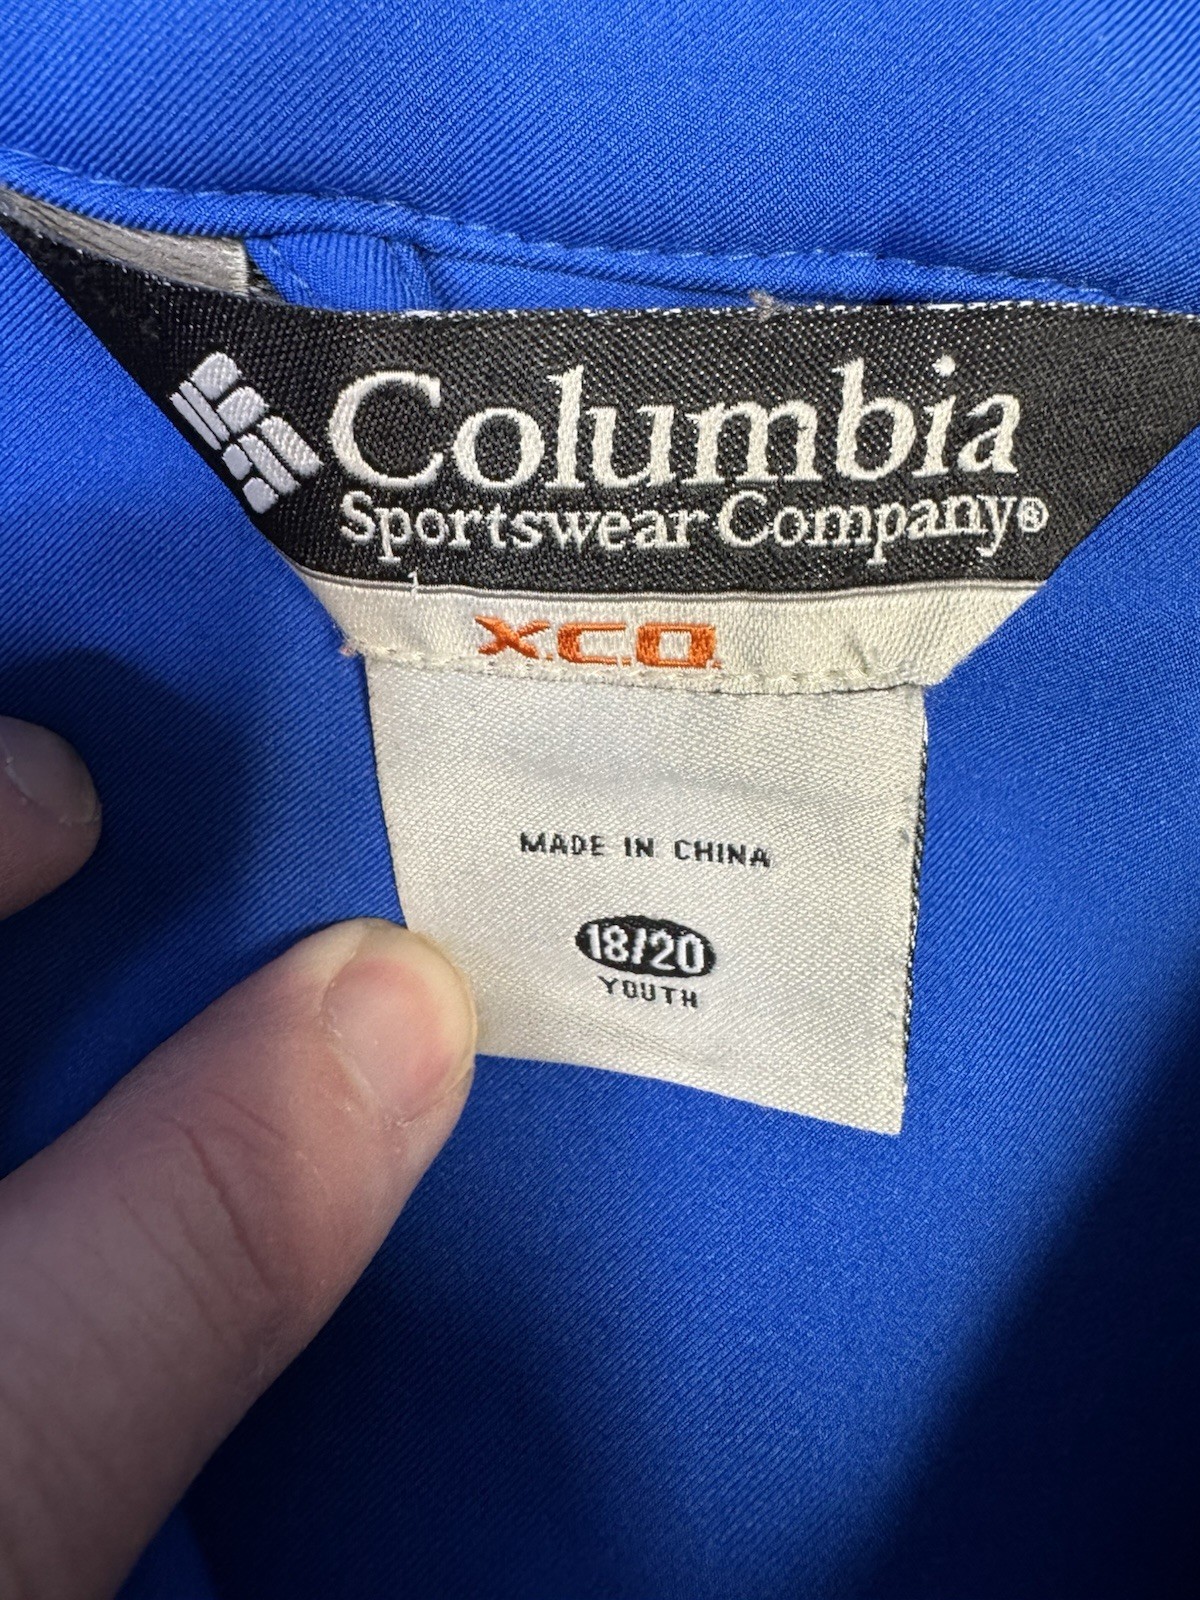 Columbia
Sportswear Company®
X.C.O.
MADE IN CHINA
18/20
YOUTH